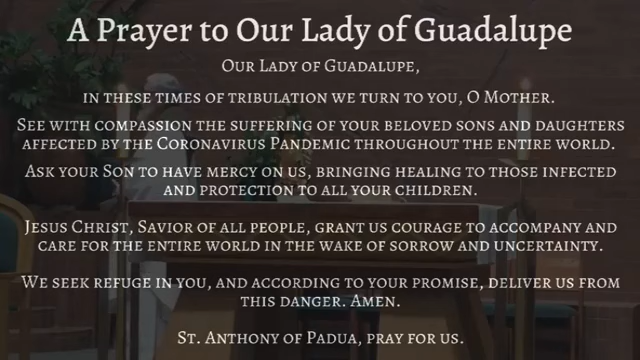 A Prayer to Our Lady of Guadalupe
Our Lady of Guadalupe,
in these times of tribulation we turn to you, O Mother.
See with compassion the suffering of your beloved sons and daughters
affected by the Coronavirus Pandemic throughout the entire world.
Ask your Son to have mercy on us, bringing healing to those infected
and protection to all your children.
Jesus Christ, Savior of all people, grant us courage to accompany and
care for the entire world in the wake of sorrow and uncertainty.
We seek refuge in you, and according to your promise, deliver us from
this danger. Amen.
St. Anthony of Padua, pray for us.